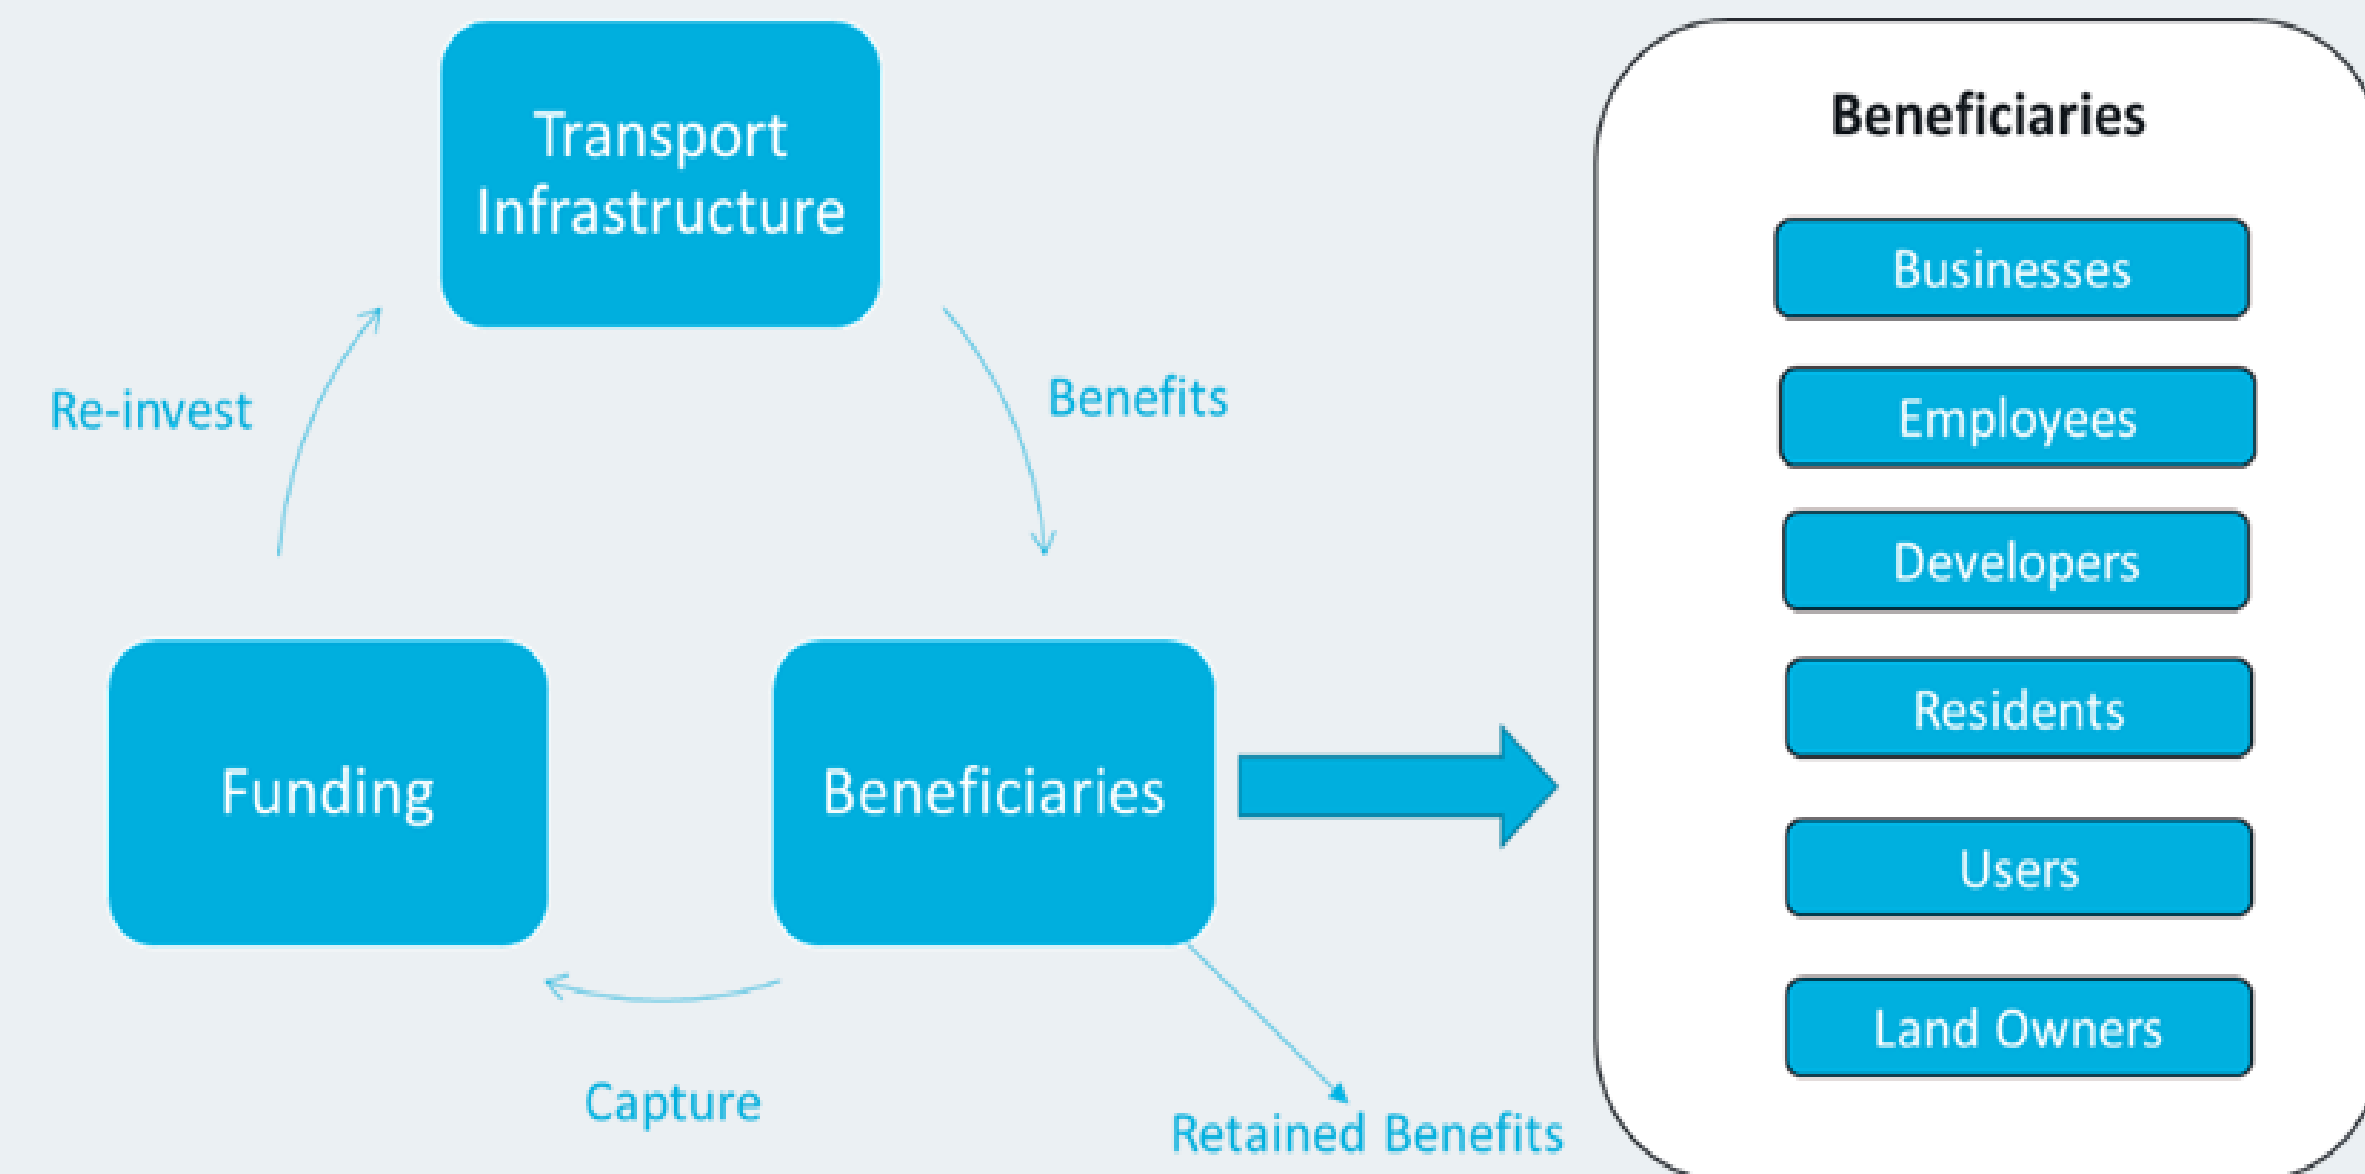 Transport
Infrastructure
Re-invest
Benefits
Funding
Beneficiaries
Capture
Retained Benefits
Beneficiaries
Businesses
Employees
Developers
Residents
Users
Land Owners